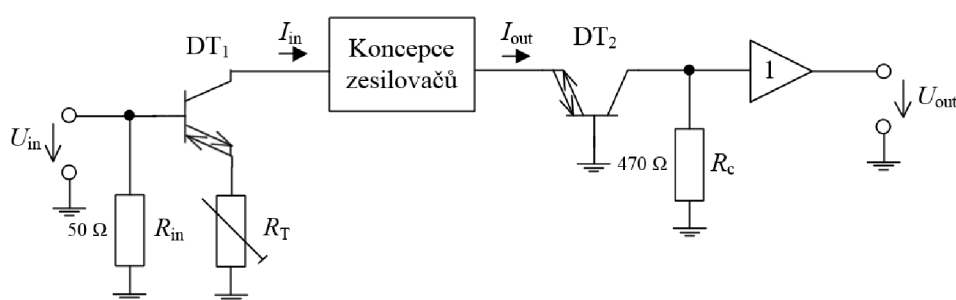 DT1
Iin
Koncepce
zesilovačů
Iout
DT2
1
Uin
Uout
50 Ω
Rin
RT
470 Ω
Rc